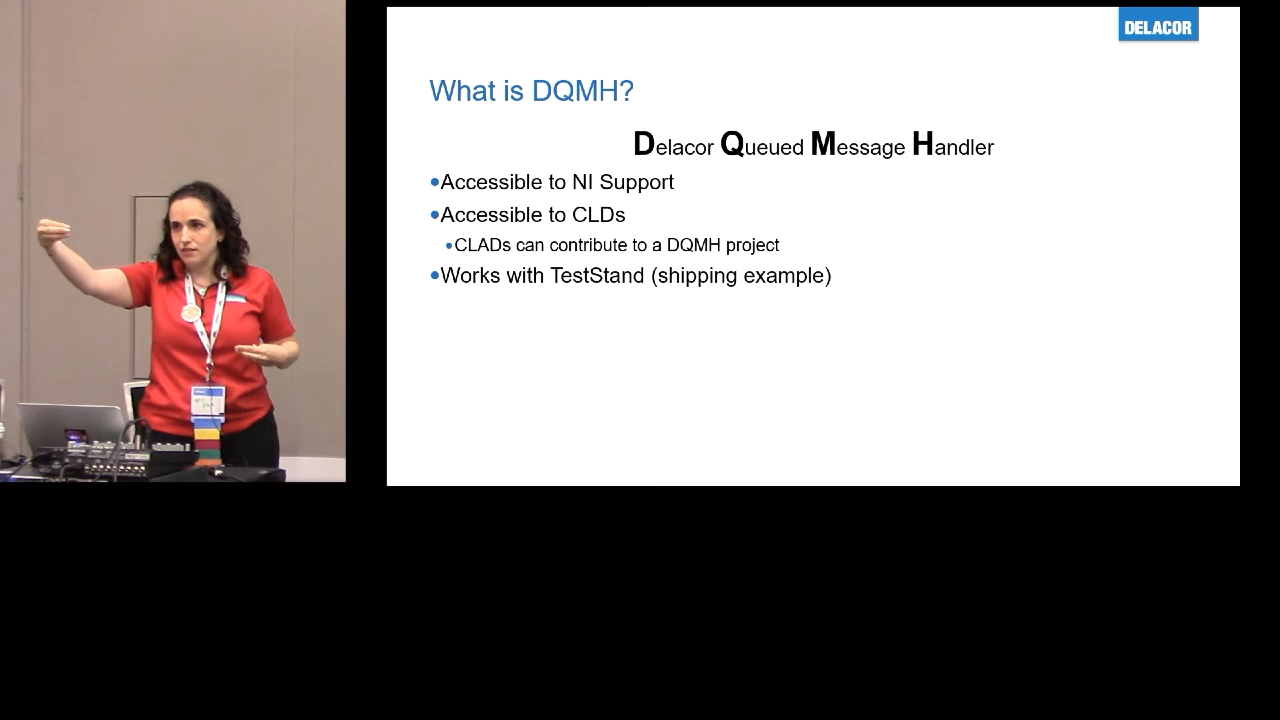 DELACOR
What is DQMH?
Delacor Queued Message Handler
•Accessible to NI Support
•Accessible to CLDs
•CLADs can contribute to a DQMH project
•Works with TestStand (shipping example)